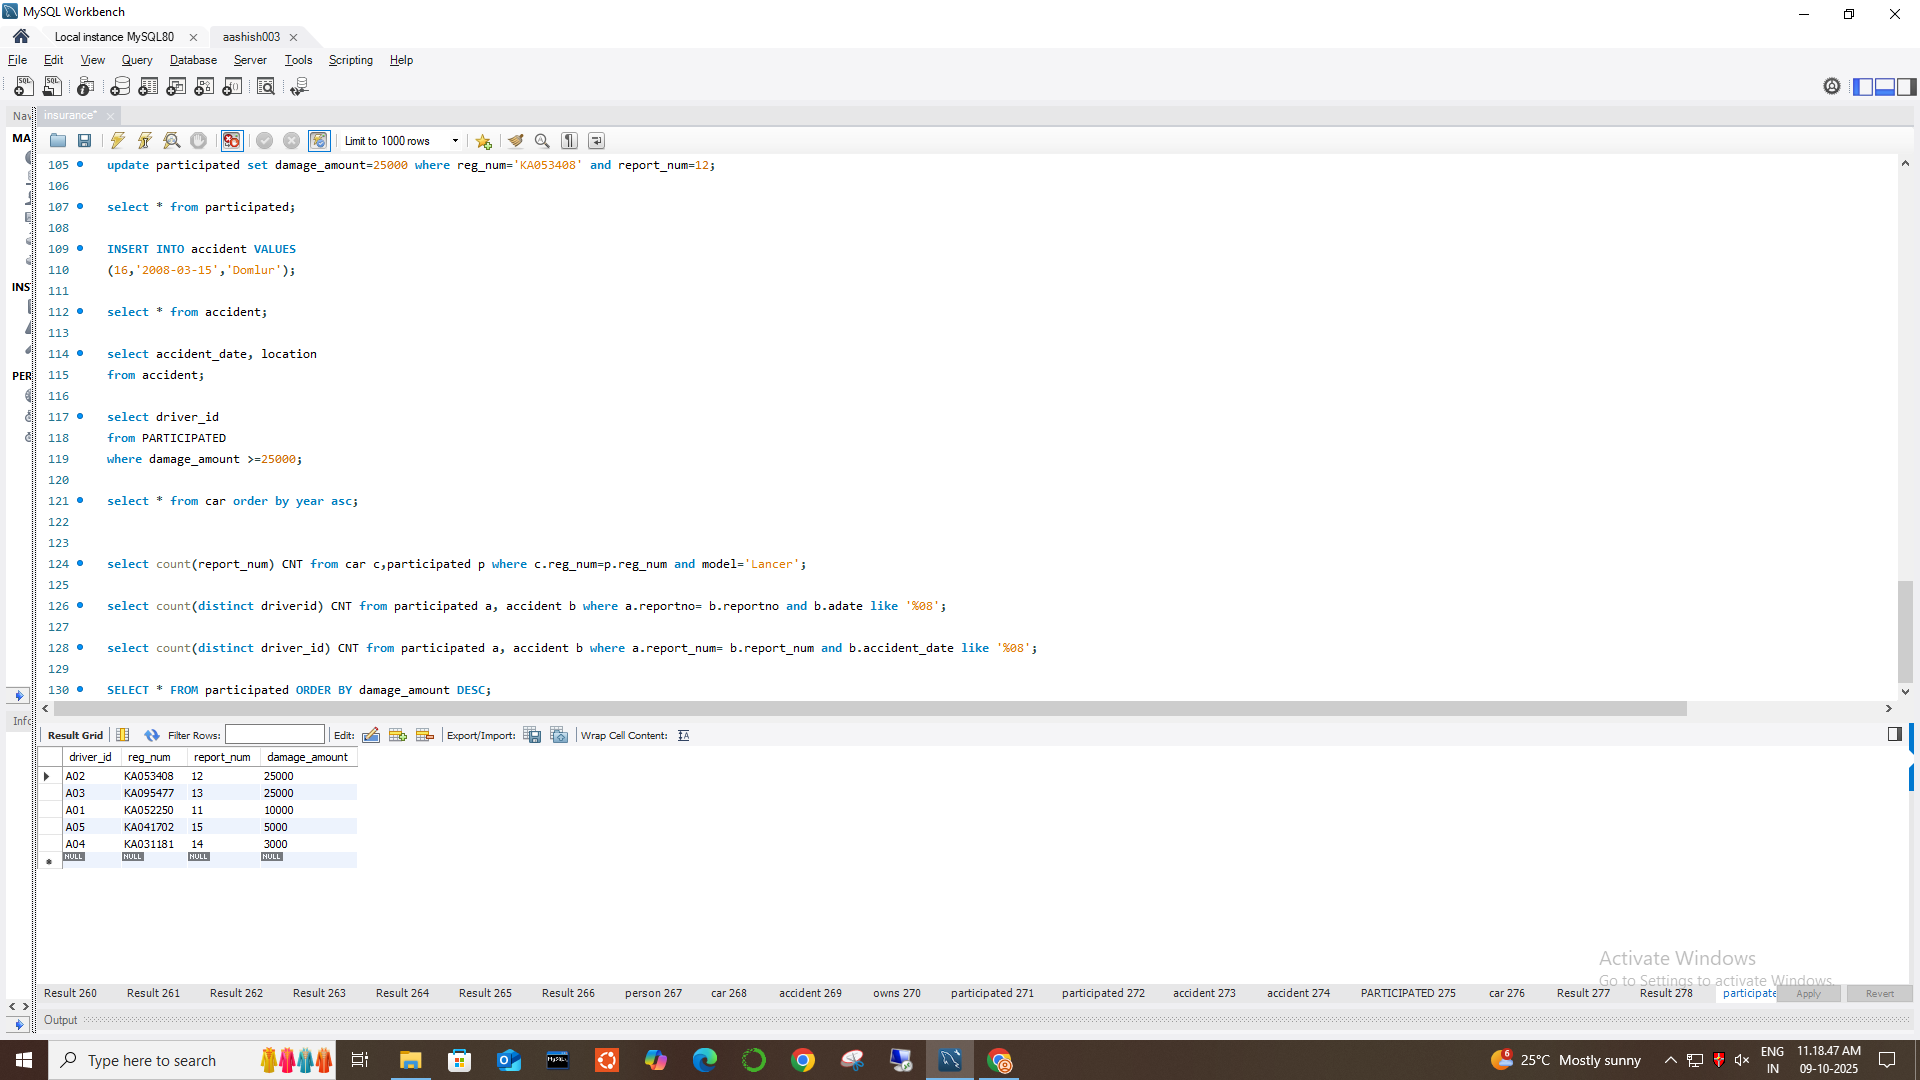 MySQL Workbench
Local instance MySQL80
aashish003
File Edit View Query Database Server Tools Scripting Help
Nav
insurance*
MA
Limit to 1000 rows
105 update participated set damage_amount=25000 where reg_num='KA053408' and report_num=12;
106
107 select * from participated;
108
109 INSERT INTO accident VALUES
110 (16,'2008-03-15','Domlur');
111
112 select * from accident;
113
114 select accident_date, location
115 from accident;
116
117 select driver_id
118 from PARTICIPATED
119 where damage_amount >=25000;
120
121 select * from car order by year asc;
122
123
124 select count(report_num) CNT from car c,participated p where c.reg_num=p.reg_num and model='Lancer';
125
126 select count(distinct driverid) CNT from participated a, accident b where a.reportno= b.reportno and b.adate like '%08';
127
128 select count(distinct driver_id) CNT from participated a, accident b where a.report_num= b.report_num and b.accident_date like '%08';
129
130 SELECT * FROM participated ORDER BY damage_amount DESC;
INS
PER
Info
Result Grid Filter Rows: Edit: Export/Import: Wrap Cell Content:
driver_id reg_num report_num damage_amount
A02 KA053408 12 25000
A03 KA095477 13 25000
A01 KA052250 11 10000
A05 KA041702 15 5000
A04 KA031181 14 3000
NULL NULL NULL NULL
Activate Windows
Go to Settings to activate Windows.
Result 260 Result 261 Result 262 Result 263 Result 264 Result 265 Result 266 person 267 car 268 accident 269 owns 270 participated 271 participated 272 accident 273 accident 274 PARTICIPATED 275 car 276 Result 277 Result 278 participate Apply Revert
Output
Type here to search
25°C Mostly sunny
ENG
IN
11.18.47 AM
09-10-2025